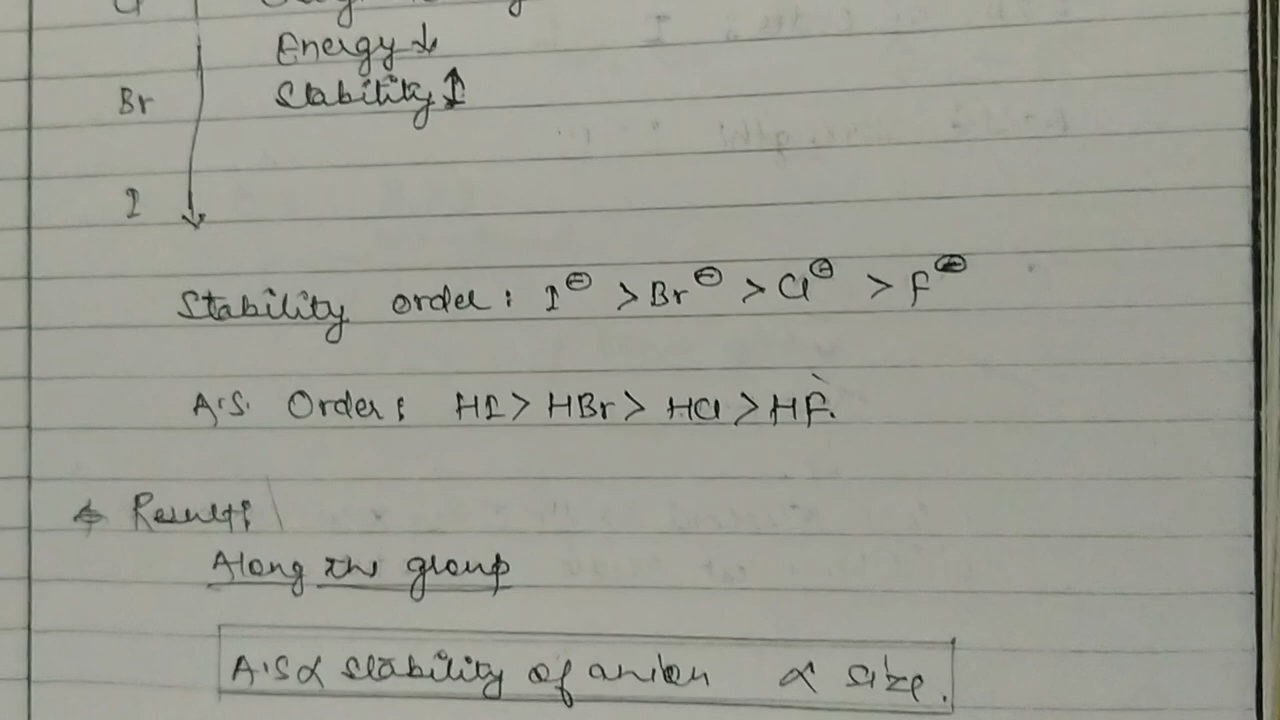 Energy ↓
Br Stability ↑
I
Stability order : I⊖ > Br⊖ > Cl⊖ > F⊖
A.S. Order : HI > HBr > HCl > HF.
Result :
Along the group
A.S ∝ stability of anion ∝ size.